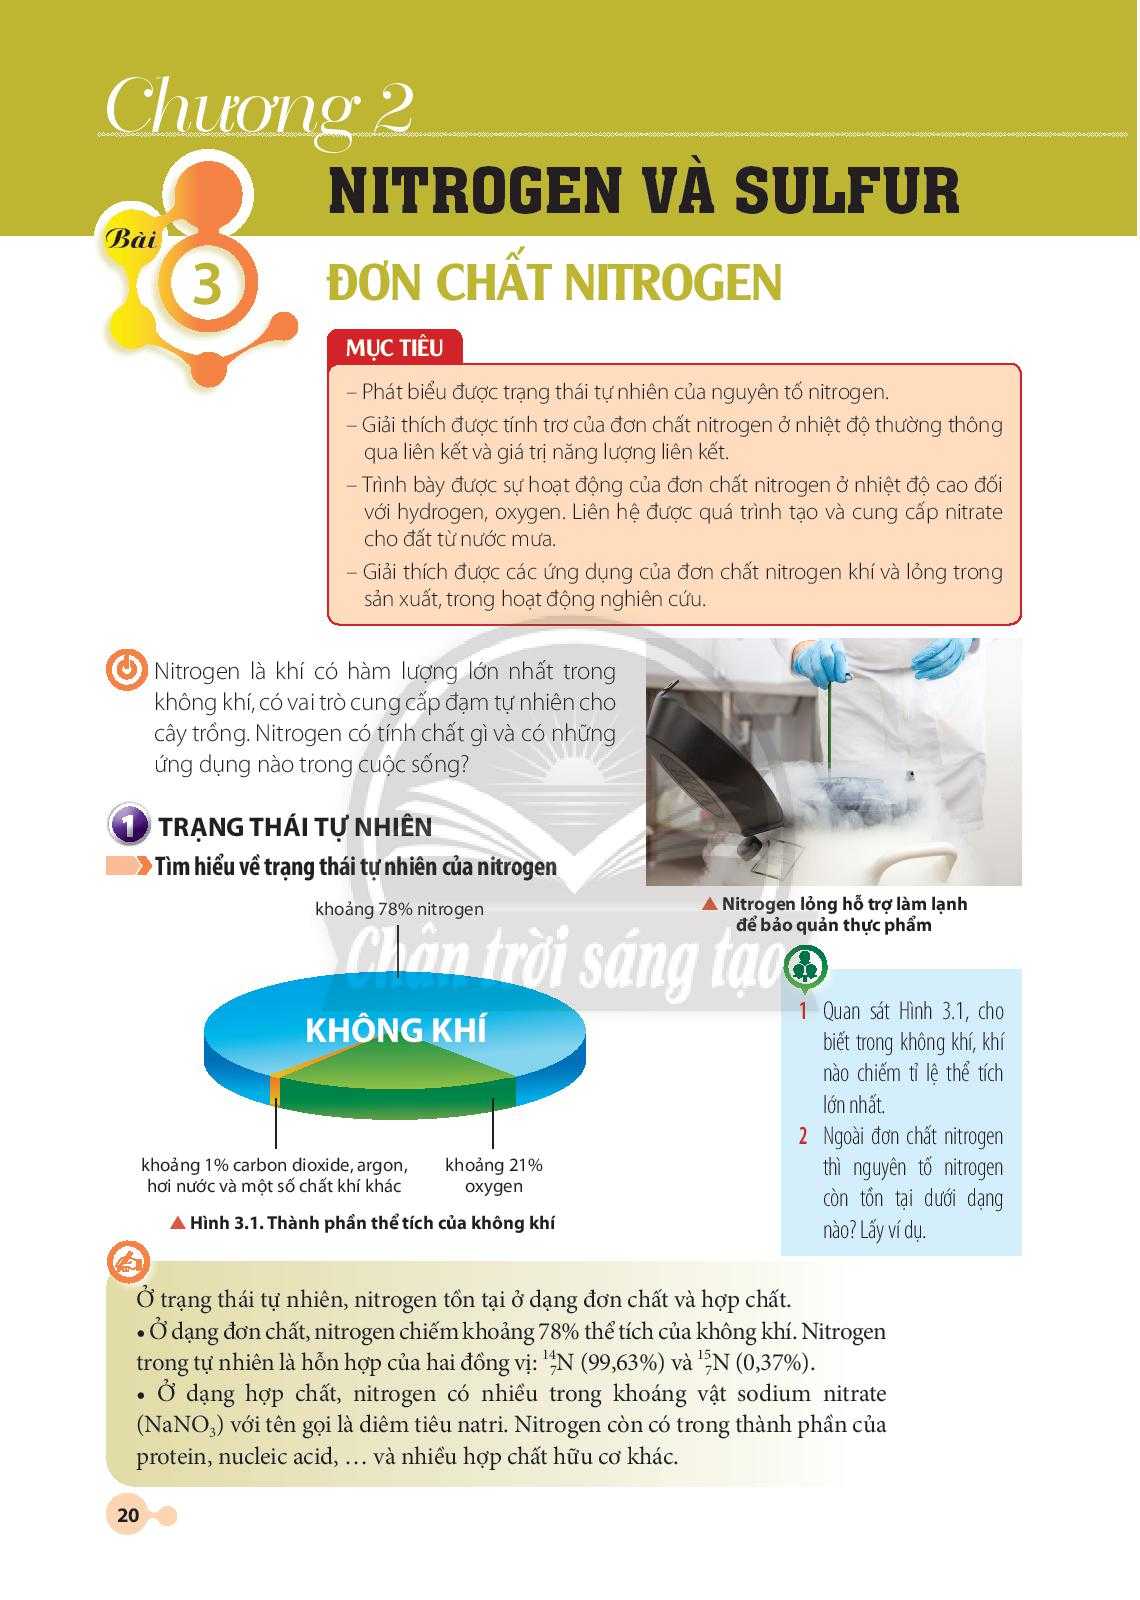 Chương 2
NITROGEN VÀ SULFUR
Bài
3
ĐƠN CHẤT NITROGEN
MỤC TIÊU
– Phát biểu được trạng thái tự nhiên của nguyên tố nitrogen.
– Giải thích được tính trơ của đơn chất nitrogen ở nhiệt độ thường thông
qua liên kết và giá trị năng lượng liên kết.
– Trình bày được sự hoạt động của đơn chất nitrogen ở nhiệt độ cao đối
với hydrogen, oxygen. Liên hệ được quá trình tạo và cung cấp nitrate
cho đất từ nước mưa.
– Giải thích được các ứng dụng của đơn chất nitrogen khí và lỏng trong
sản xuất, trong hoạt động nghiên cứu.
Nitrogen là khí có hàm lượng lớn nhất trong
không khí, có vai trò cung cấp đạm tự nhiên cho
cây trồng. Nitrogen có tính chất gì và có những
ứng dụng nào trong cuộc sống?
▲ Nitrogen lỏng hỗ trợ làm lạnh
để bảo quản thực phẩm
1 TRẠNG THÁI TỰ NHIÊN
Tìm hiểu về trạng thái tự nhiên của nitrogen
khoảng 78% nitrogen
Chân trời sáng tạo
KHÔNG KHÍ
khoảng 1% carbon dioxide, argon,
hơi nước và một số chất khí khác
khoảng 21%
oxygen
▲ Hình 3.1. Thành phần thể tích của không khí
1 Quan sát Hình 3.1, cho
biết trong không khí, khí
nào chiếm tỉ lệ thể tích
lớn nhất.
2 Ngoài đơn chất nitrogen
thì nguyên tố nitrogen
còn tồn tại dưới dạng
nào? Lấy ví dụ.
Ở trạng thái tự nhiên, nitrogen tồn tại ở dạng đơn chất và hợp chất.
• Ở dạng đơn chất, nitrogen chiếm khoảng 78% thể tích của không khí. Nitrogen
trong tự nhiên là hỗn hợp của hai đồng vị: ¹⁴₇N (99,63%) và ¹⁵₇N (0,37%).
• Ở dạng hợp chất, nitrogen có nhiều trong khoáng vật sodium nitrate
(NaNO₃) với tên gọi là diêm tiêu natri. Nitrogen còn có trong thành phần của
protein, nucleic acid, … và nhiều hợp chất hữu cơ khác.
20